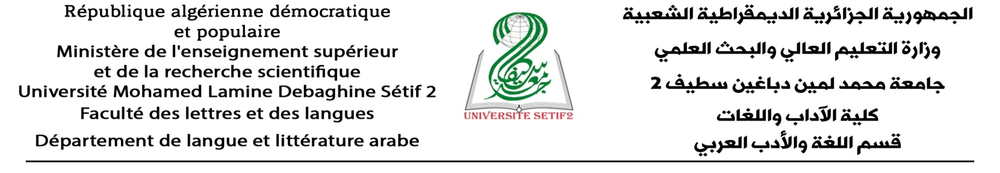 République algérienne démocratique
et populaire
Ministère de l'enseignement supérieur
et de la recherche scientifique
Université Mohamed Lamine Debaghine Sétif 2
Faculté des lettres et des langues
Département de langue et littérature arabe
جامعة سطيف
UNIVERSITE SETIF2
الجمهورية الجزائرية الديمقراطية الشعبية
وزارة التعليم العالي والبحث العلمي
جامعة محمد لمين دباغين سطيف 2
كلية الآداب واللغات
قسم اللغة والأدب العربي